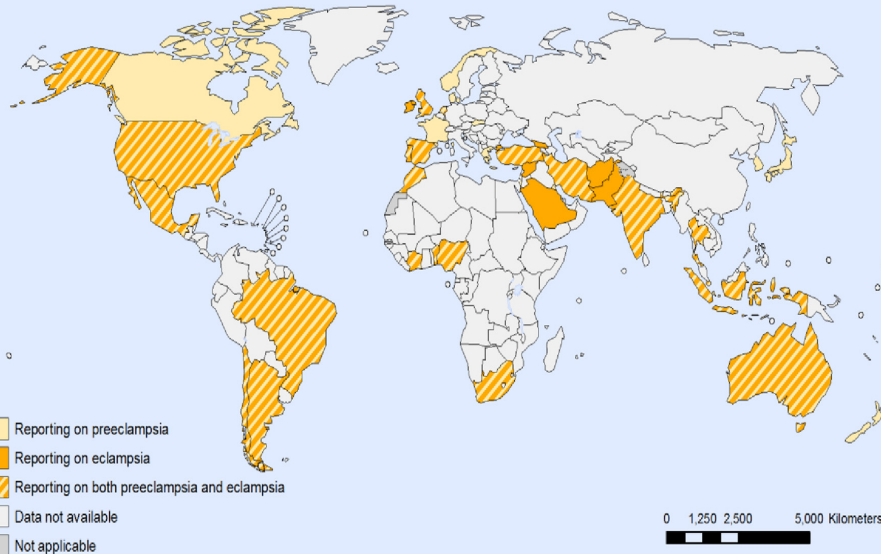 Reporting on preeclampsia
Reporting on eclampsia
Reporting on both preeclampsia and eclampsia
Data not available
Not applicable
0 1,250 2,500 5,000 Kilometers